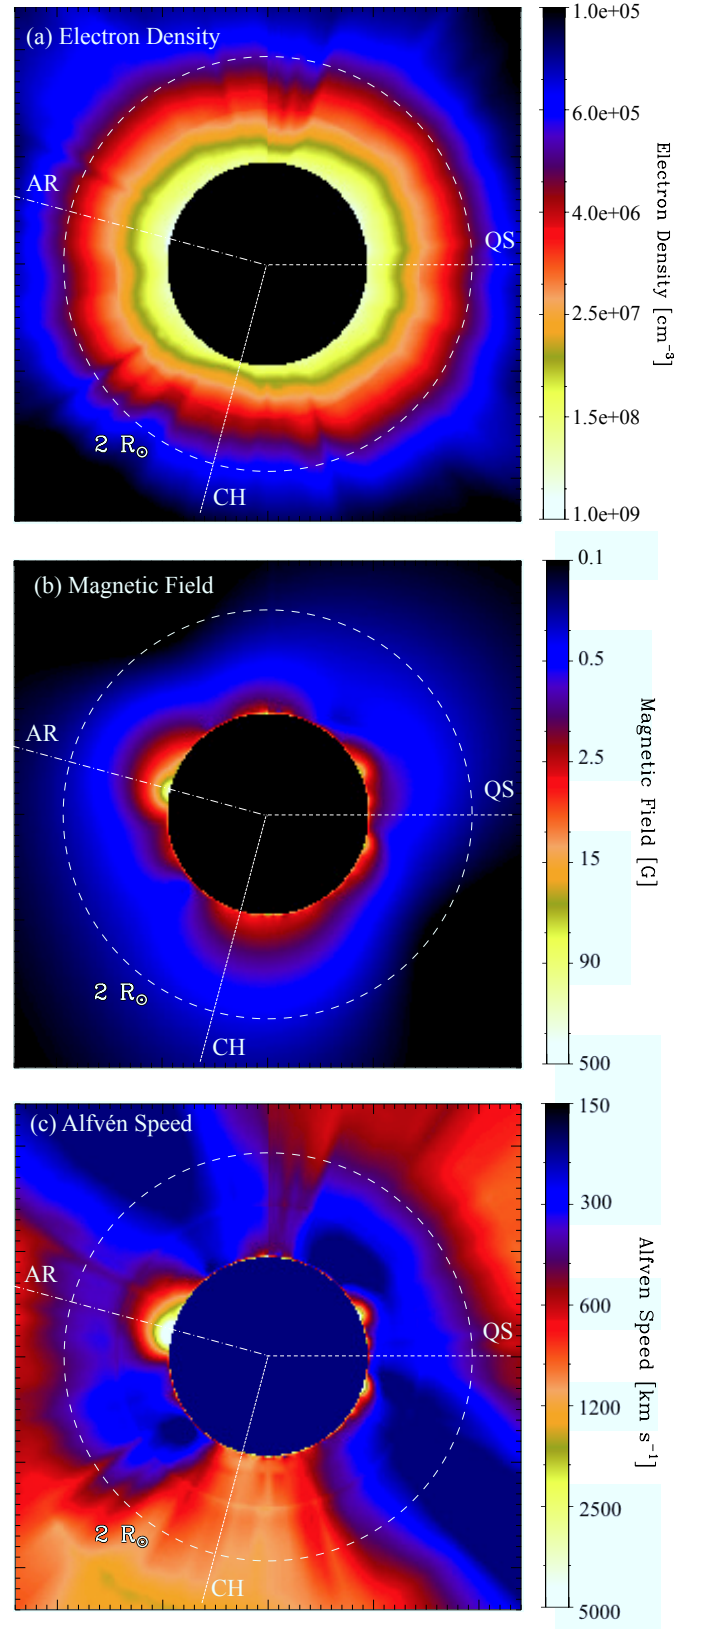 (a) Electron Density
AR
QS
2 R⊙
CH
1.0e+05
6.0e+05
4.0e+06
2.5e+07
1.5e+08
1.0e+09
Electron Density [cm⁻³]
(b) Magnetic Field
AR
QS
2 R⊙
CH
0.1
0.5
2.5
15
90
500
Magnetic Field [G]
(c) Alfvén Speed
AR
QS
2 R⊙
CH
150
300
600
1200
2500
5000
Alfven Speed [km s⁻¹]